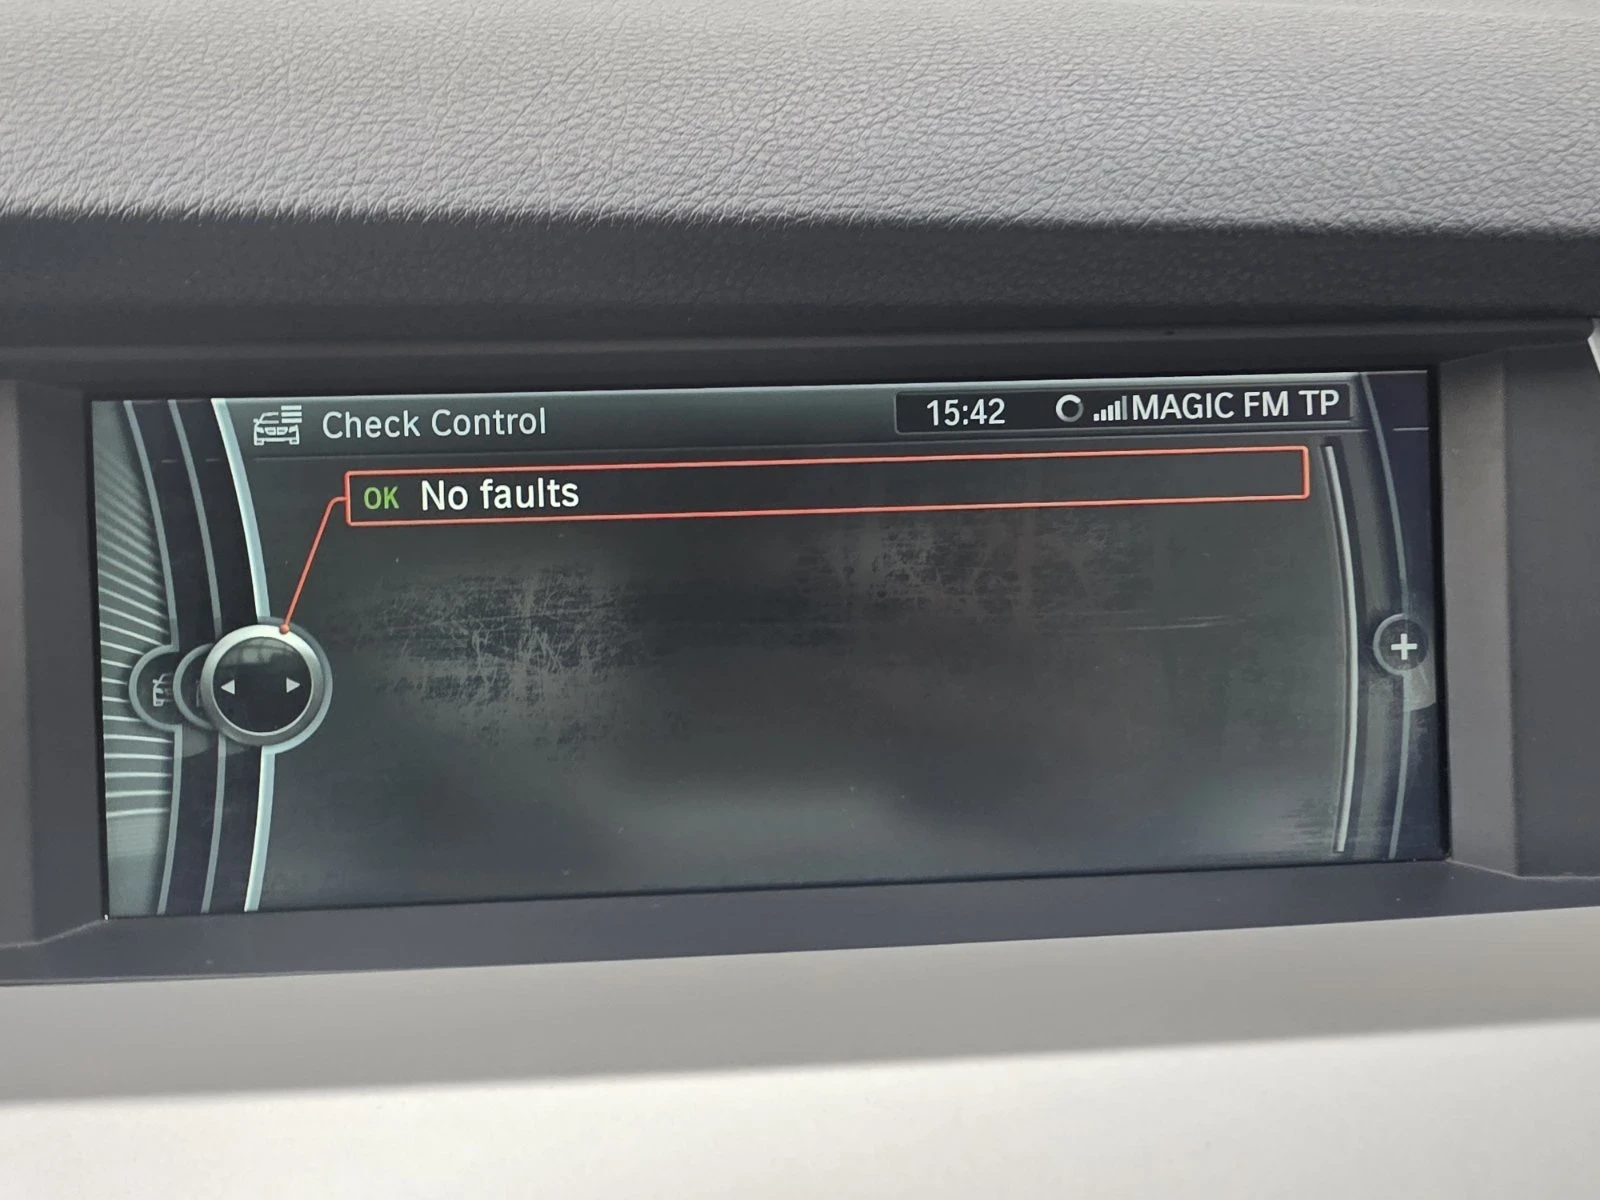 Check Control
15:42 MAGIC FM TP
OK No faults